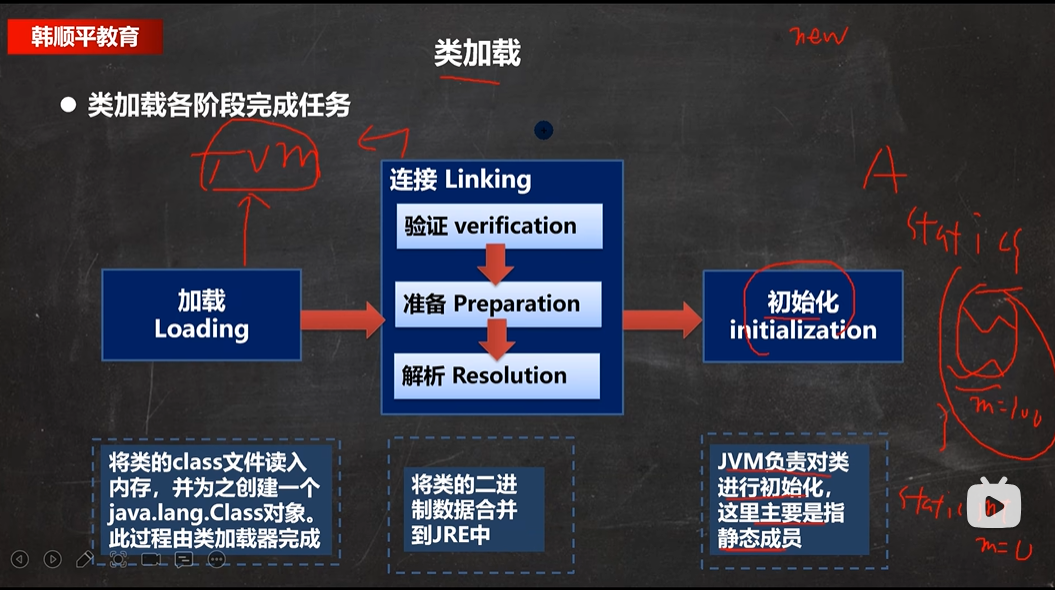 韩顺平教育
new
类加载
● 类加载各阶段完成任务
JVM
连接 Linking
验证 verification
准备 Preparation
解析 Resolution
加载
Loading
初始化
initialization
A
static
{
m=100
}
将类的class文件读入
内存，并为之创建一个
java.lang.Class对象。
此过程由类加载器完成
将类的二进
制数据合并
到JRE中
JVM负责对类
进行初始化，
这里主要是指
静态成员
static
m=0